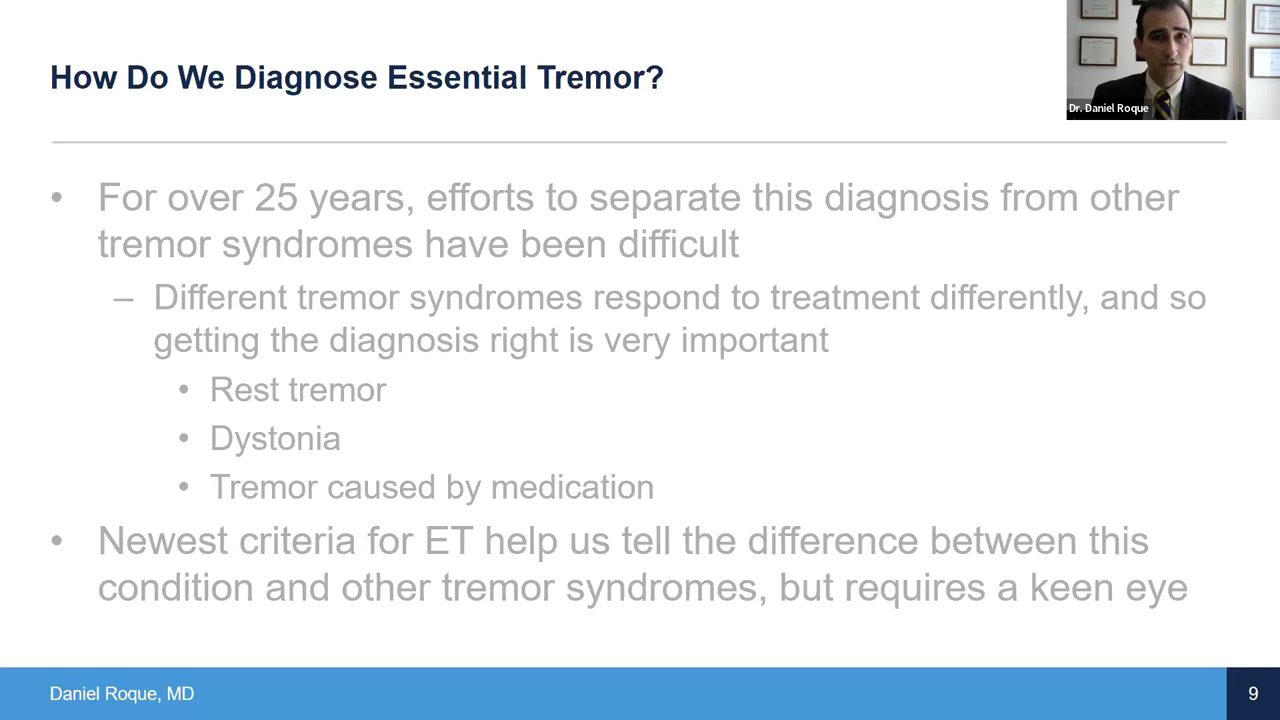 How Do We Diagnose Essential Tremor?
Dr. Daniel Roque
• For over 25 years, efforts to separate this diagnosis from other
tremor syndromes have been difficult
– Different tremor syndromes respond to treatment differently, and so
getting the diagnosis right is very important
• Rest tremor
• Dystonia
• Tremor caused by medication
• Newest criteria for ET help us tell the difference between this
condition and other tremor syndromes, but requires a keen eye
Daniel Roque, MD
9